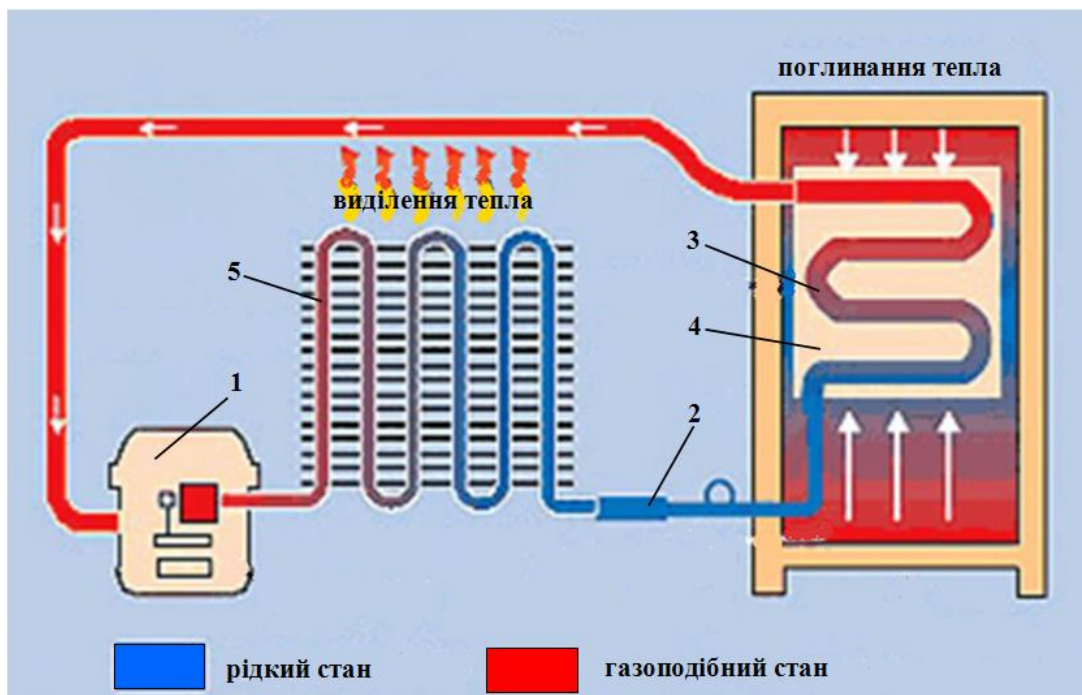 поглинання тепла
виділення тепла
3
5
4
1
2
рідкий стан
газоподібний стан